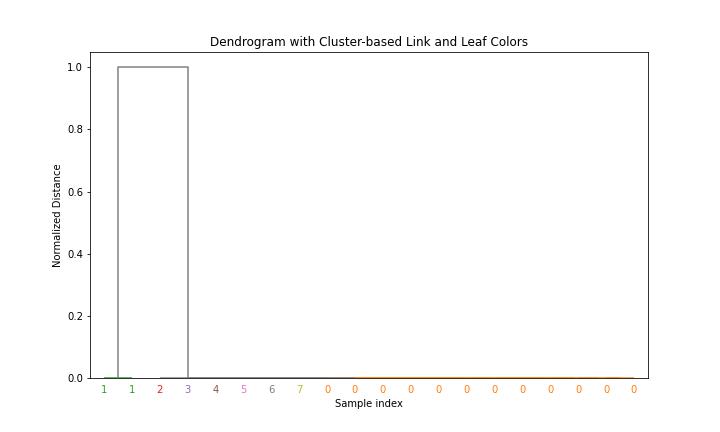 Dendrogram with Cluster-based Link and Leaf Colors
1.0
0.8
0.6
0.4
0.2
0.0
Normalized Distance
1 1 2 3 4 5 6 7 0 0 0 0 0 0 0 0 0 0 0 0
Sample index